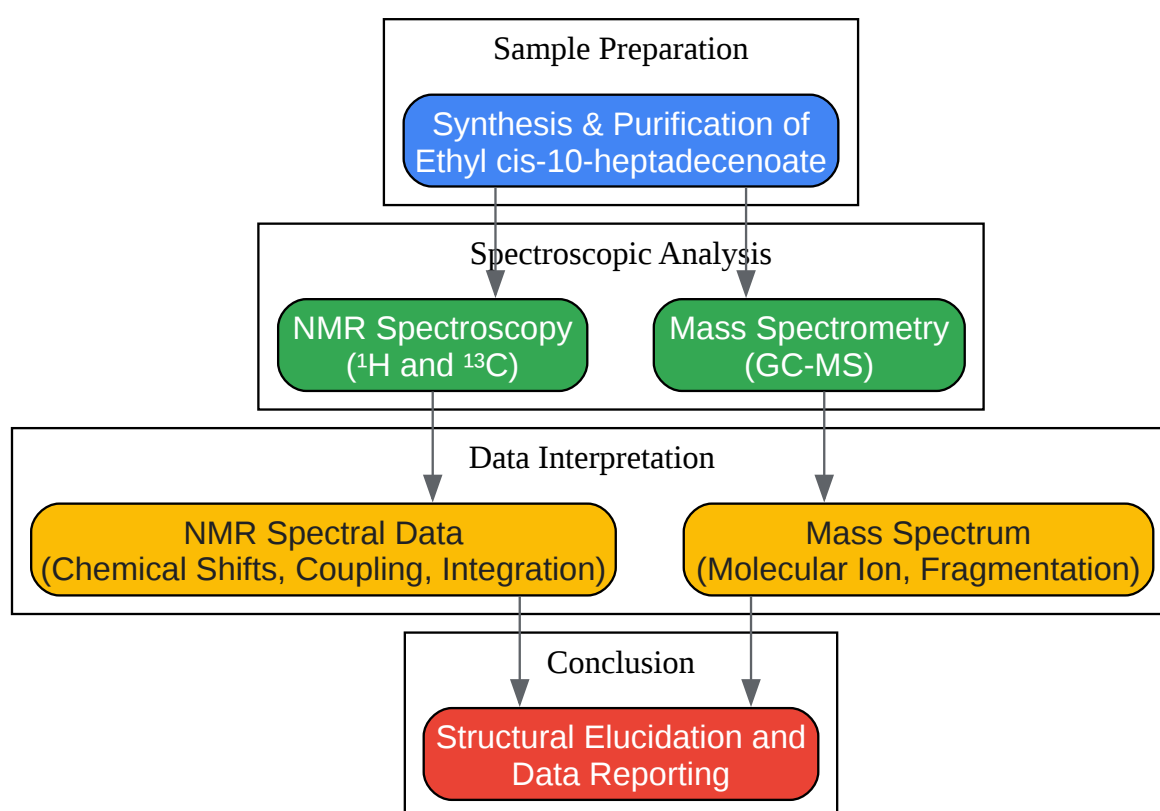 Sample Preparation
Synthesis & Purification of
Ethyl cis-10-heptadecenoate
Spectroscopic Analysis
NMR Spectroscopy
(¹H and ¹³C)
Mass Spectrometry
(GC-MS)
Data Interpretation
NMR Spectral Data
(Chemical Shifts, Coupling, Integration)
Mass Spectrum
(Molecular Ion, Fragmentation)
Conclusion
Structural Elucidation and
Data Reporting